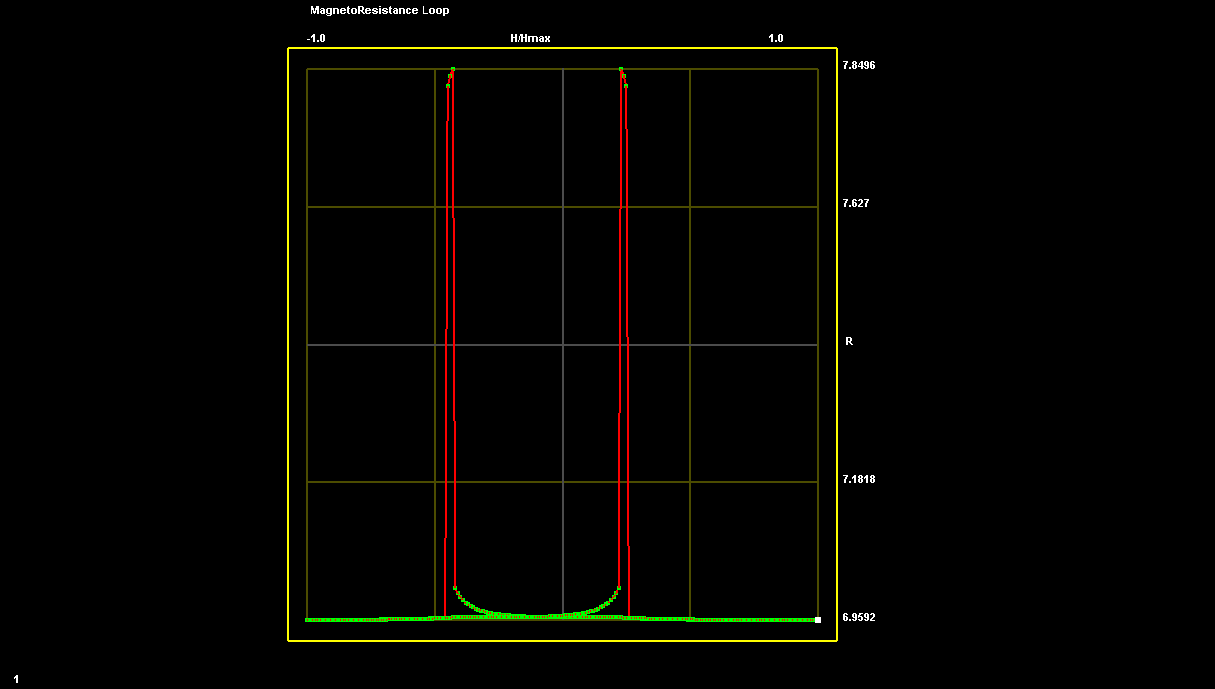 MagnetoResistance Loop
-1.0 H/Hmax 1.0
7.8496
7.627
R
7.1818
6.9592
1